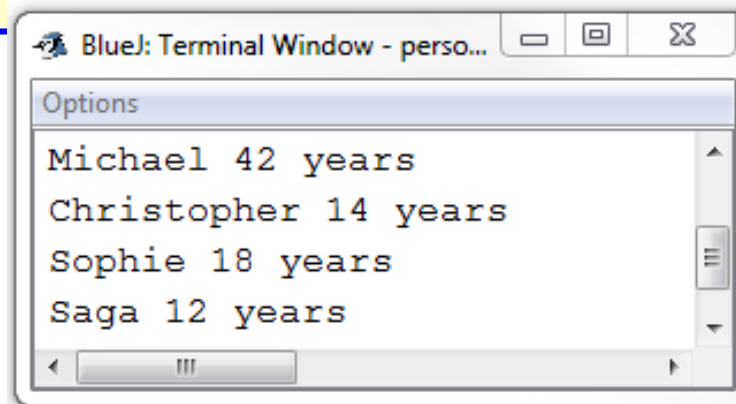 BlueJ: Terminal Window - perso...
Options
Michael 42 years
Christopher 14 years
Sophie 18 years
Saga 12 years